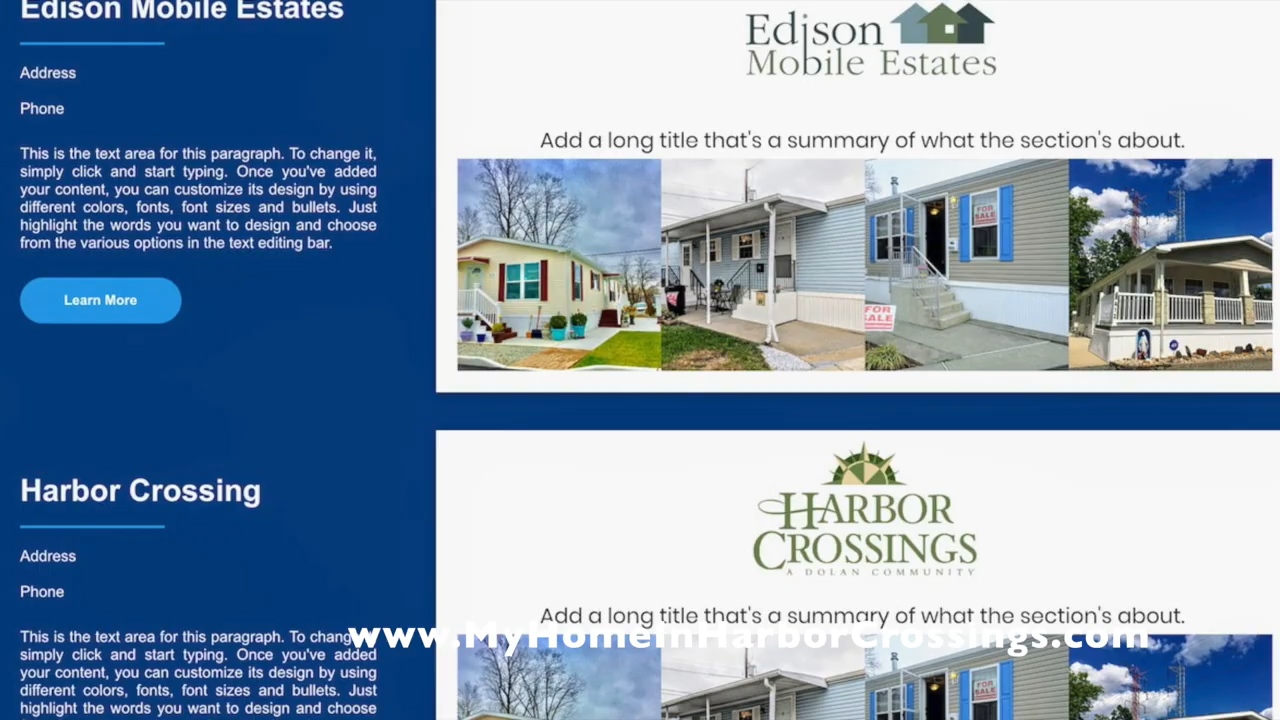 Edison Mobile Estates
Address
Phone
This is the text area for this paragraph. To change it,
simply click and start typing. Once you've added
your content, you can customize its design by using
different colors, fonts, font sizes and bullets. Just
highlight the words you want to design and choose
from the various options in the text editing bar.
Learn More
Edison
Mobile Estates
Add a long title that's a summary of what the section's about.
FOR
SALE
FOR
SALE
Harbor Crossing
Address
Phone
This is the text area for this paragraph. To change it,
simply click and start typing. Once you've added
your content, you can customize its design by using
different colors, fonts, font sizes and bullets. Just
highlight the words you want to design and choose
HARBOR
CROSSINGS
A DOLAN COMMUNITY
Add a long title that's a summary of what the section's about.
www.MyHomeInHarborCrossings.com
FOR
SALE